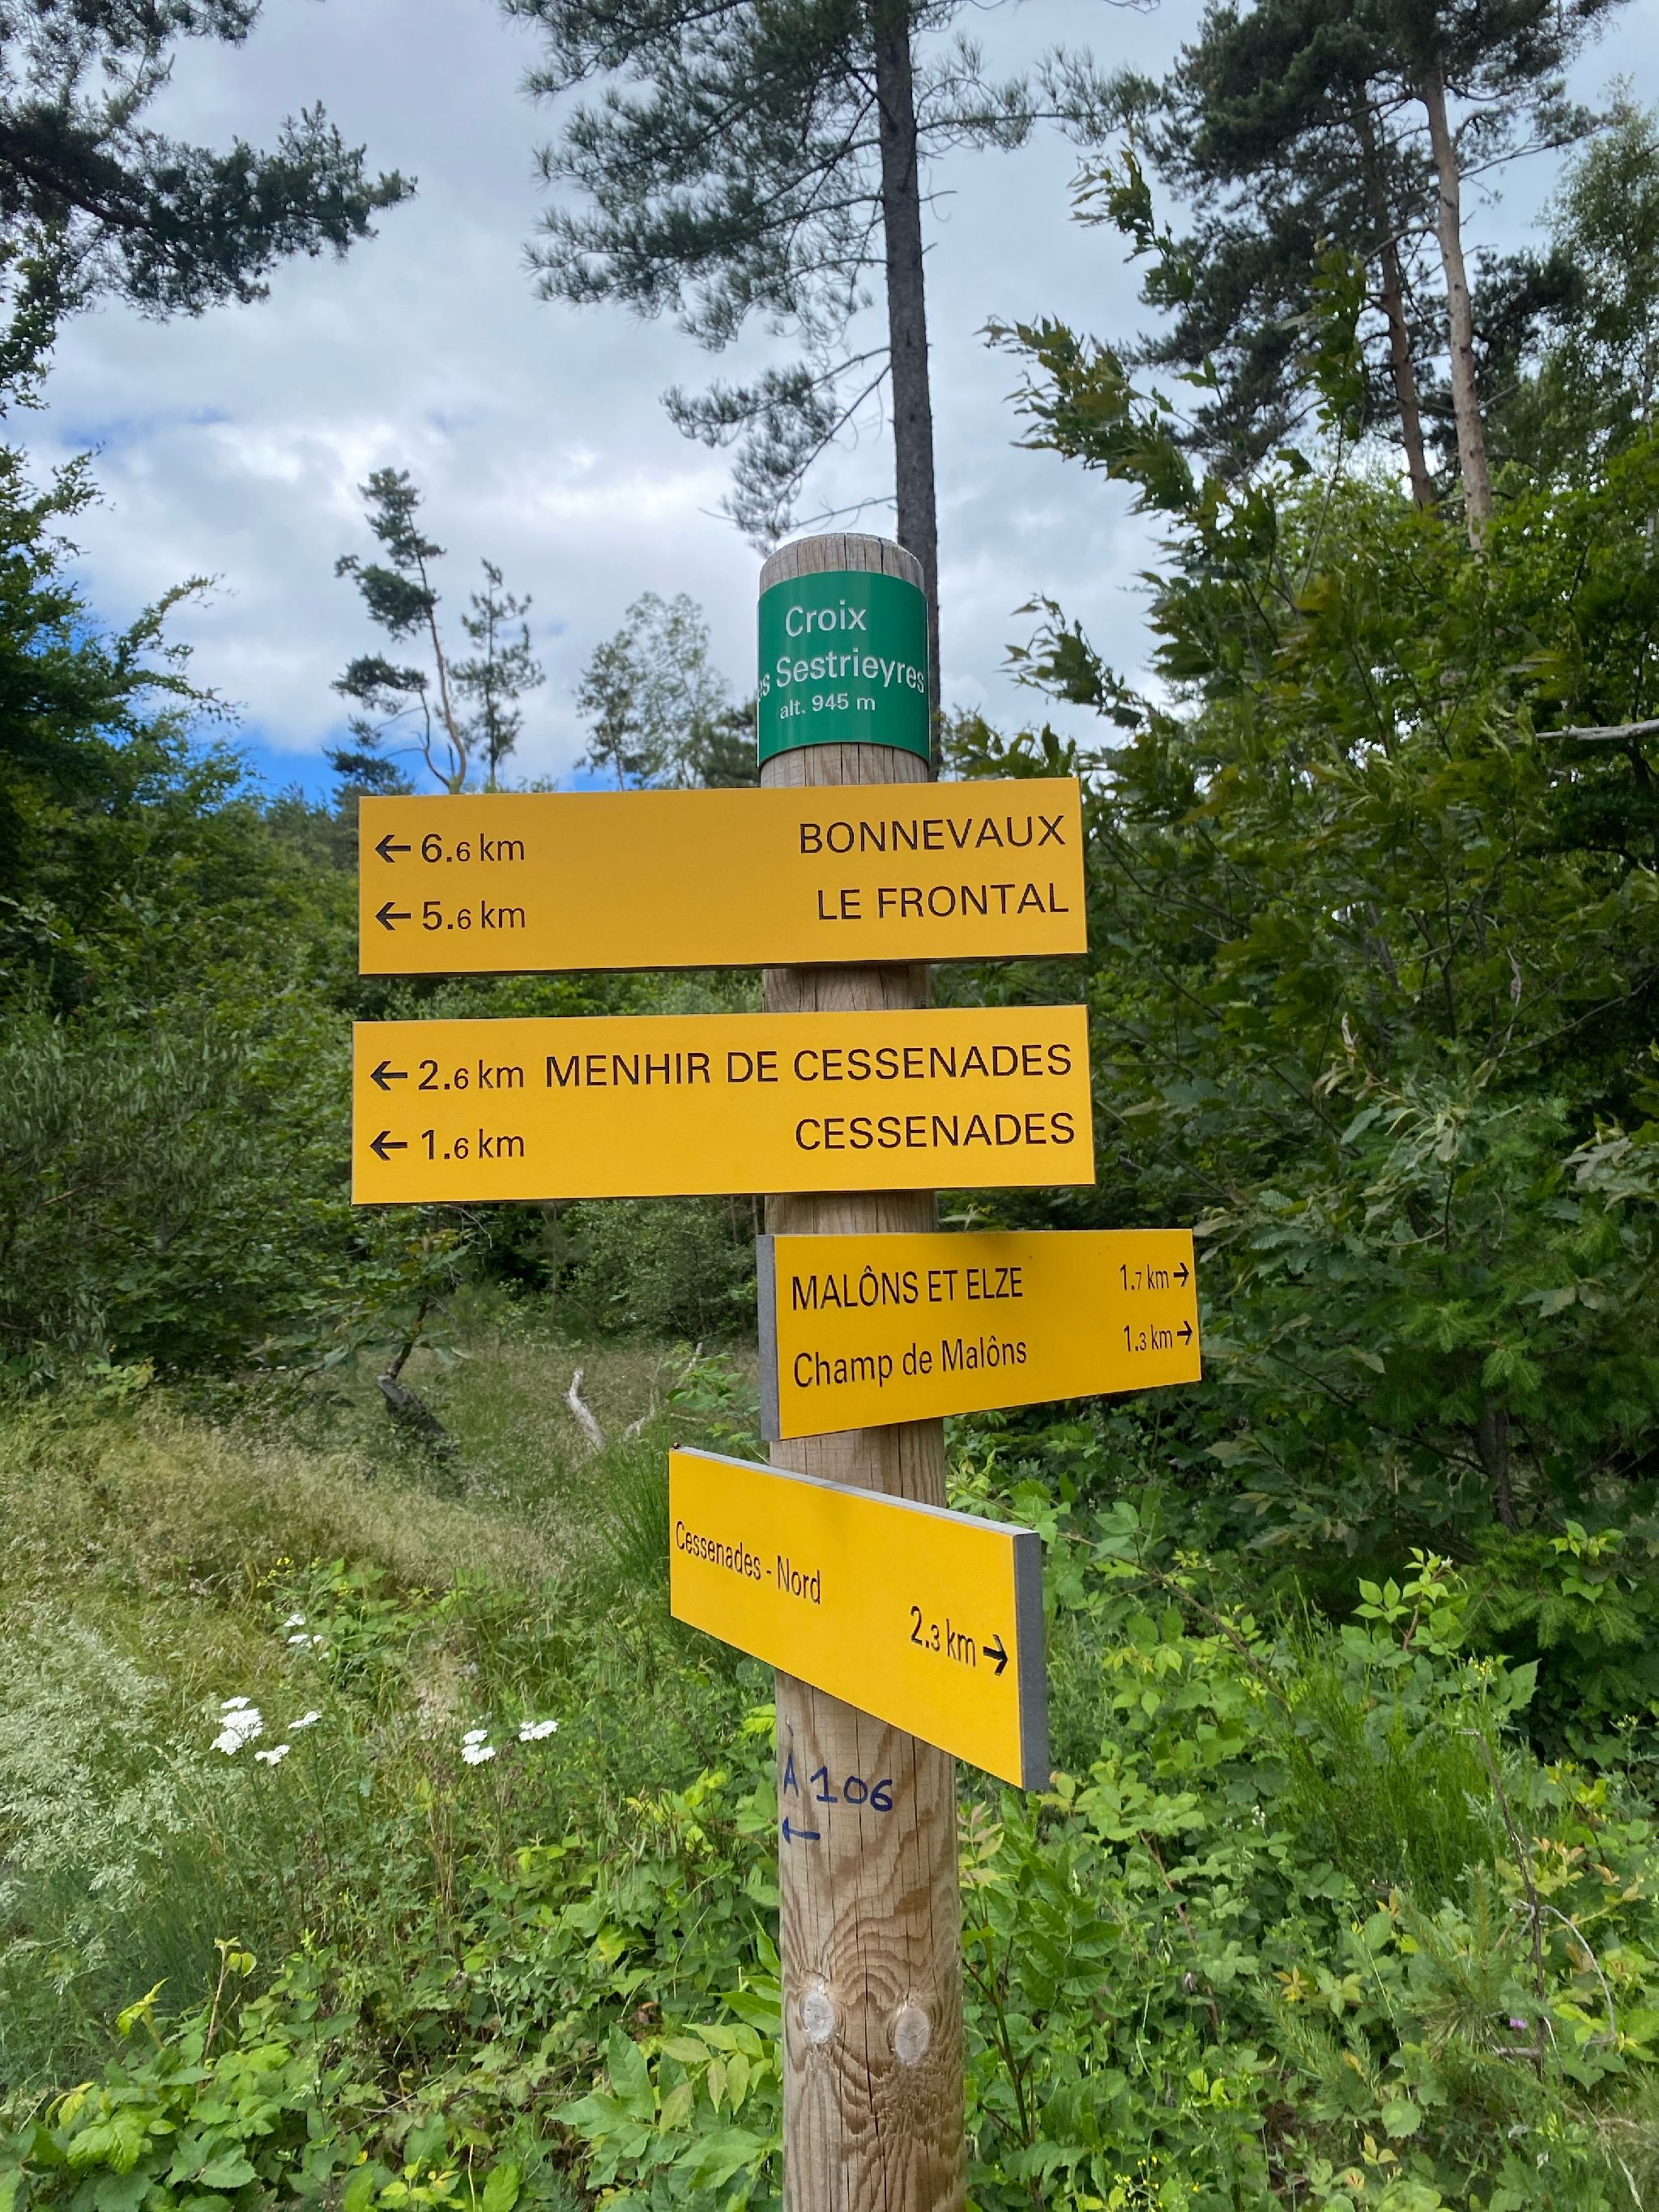 Croix
Sestrieyres
alt. 945 m
← 6.6 km BONNEVAUX
← 5.6 km LE FRONTAL
← 2.6 km MENHIR DE CESSENADES
← 1.6 km CESSENADES
MALÔNS ET ELZE 1.7 km →
Champ de Malôns 1.3 km →
Cessenades - Nord
2.3 km →
A 106
←